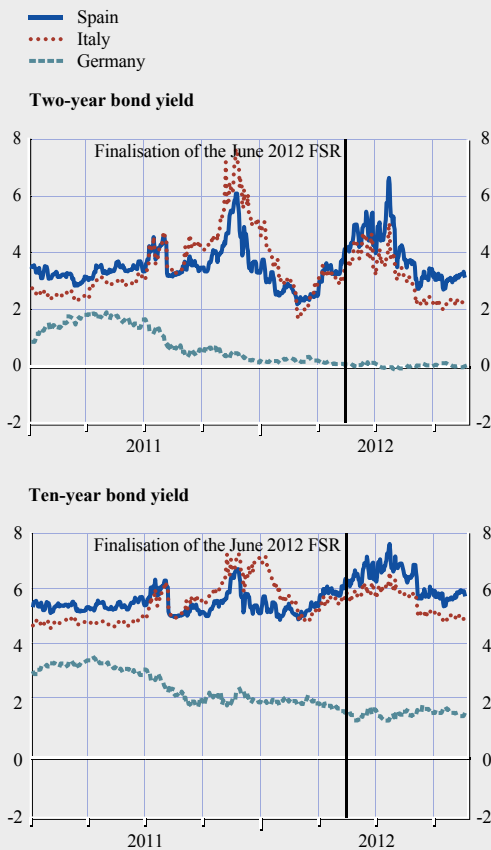 Spain
Italy
Germany
Two-year bond yield
8 8
Finalisation of the June 2012 FSR
6 6
4 4
2 2
0 0
-2 -2
2011 2012
Ten-year bond yield
8 8
Finalisation of the June 2012 FSR
6 6
4 4
2 2
0 0
-2 -2
2011 2012